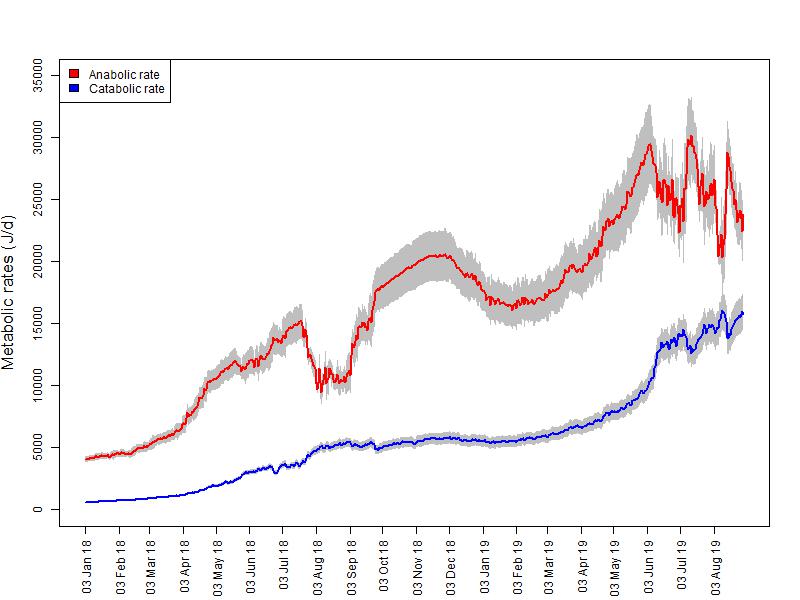 Anabolic rate
Catabolic rate
Metabolic rates (J/d)
35000
30000
25000
20000
15000
10000
5000
0
03 Jan 18
03 Feb 18
03 Mar 18
03 Apr 18
03 May 18
03 Jun 18
03 Jul 18
03 Aug 18
03 Sep 18
03 Oct 18
03 Nov 18
03 Dec 18
03 Jan 19
03 Feb 19
03 Mar 19
03 Apr 19
03 May 19
03 Jun 19
03 Jul 19
03 Aug 19